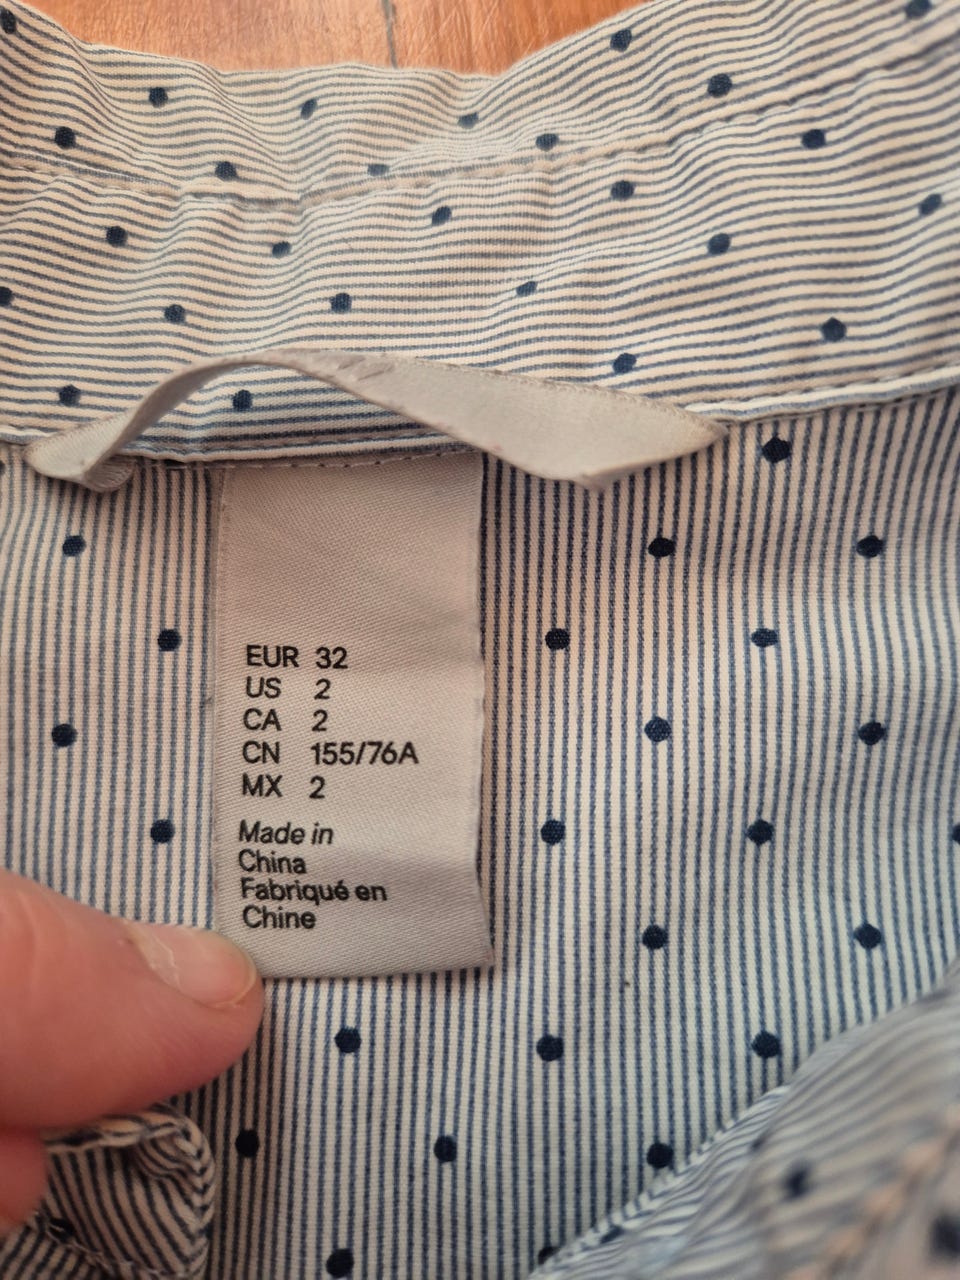 EUR 32
US 2
CA 2
CN 155/76A
MX 2
Made in
China
Fabriqué en
Chine